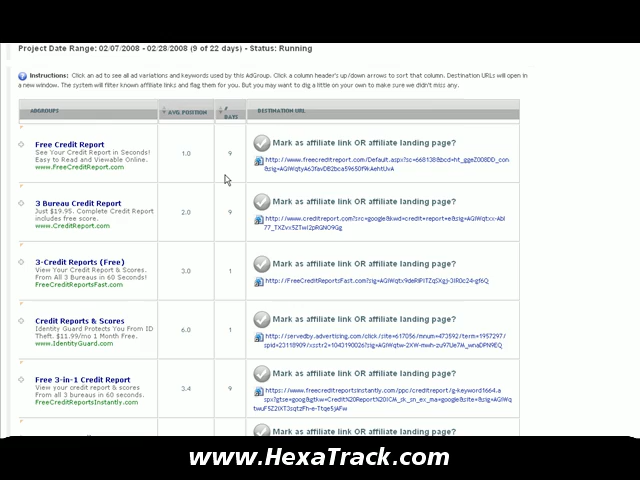 Project Date Range: 02/07/2008 - 02/28/2008 (9 of 22 days) - Status: Running
Instructions: Click an ad to see all ad variations and keywords used by this AdGroup. Click a column header's up/down arrows to sort that column. Destination URLs will open in
a new window. The system will filter known affiliate links and flag them for you. But you may want to dig a little on your own to make sure we didn't miss any.
ADGROUPS AVG. POSITION # DAYS DESTINATION URL
Free Credit Report
See Your Credit Report in Seconds!
Easy to Read and Viewable Online.
www.FreeCreditReport.com
1.0
9
Mark as affiliate link OR affiliate landing page?
3 Bureau Credit Report
Just $19.95. Complete Credit Report
includes free score.
www.CreditReport.com
2.0
9
Mark as affiliate link OR affiliate landing page?
3-Credit Reports (Free)
View Your Credit Report & Scores.
From All 3 Bureaus in 60 Seconds!
FreeCreditReportsFast.com
3.0
1
Mark as affiliate link OR affiliate landing page?
Credit Reports & Scores
Identity Guard Protects You From ID
Theft. $11.99/mo 1 Month Free.
www.IdentityGuard.com
6.0
1
Mark as affiliate link OR affiliate landing page?
Free 3-in-1 Credit Report
View your credit report & scores
From all 3 bureaus in 60 seconds.
FreeCreditReportsInstantly.com
3.4
9
Mark as affiliate link OR affiliate landing page?
Mark as affiliate link OR affiliate landing page?
www.HexaTrack.com